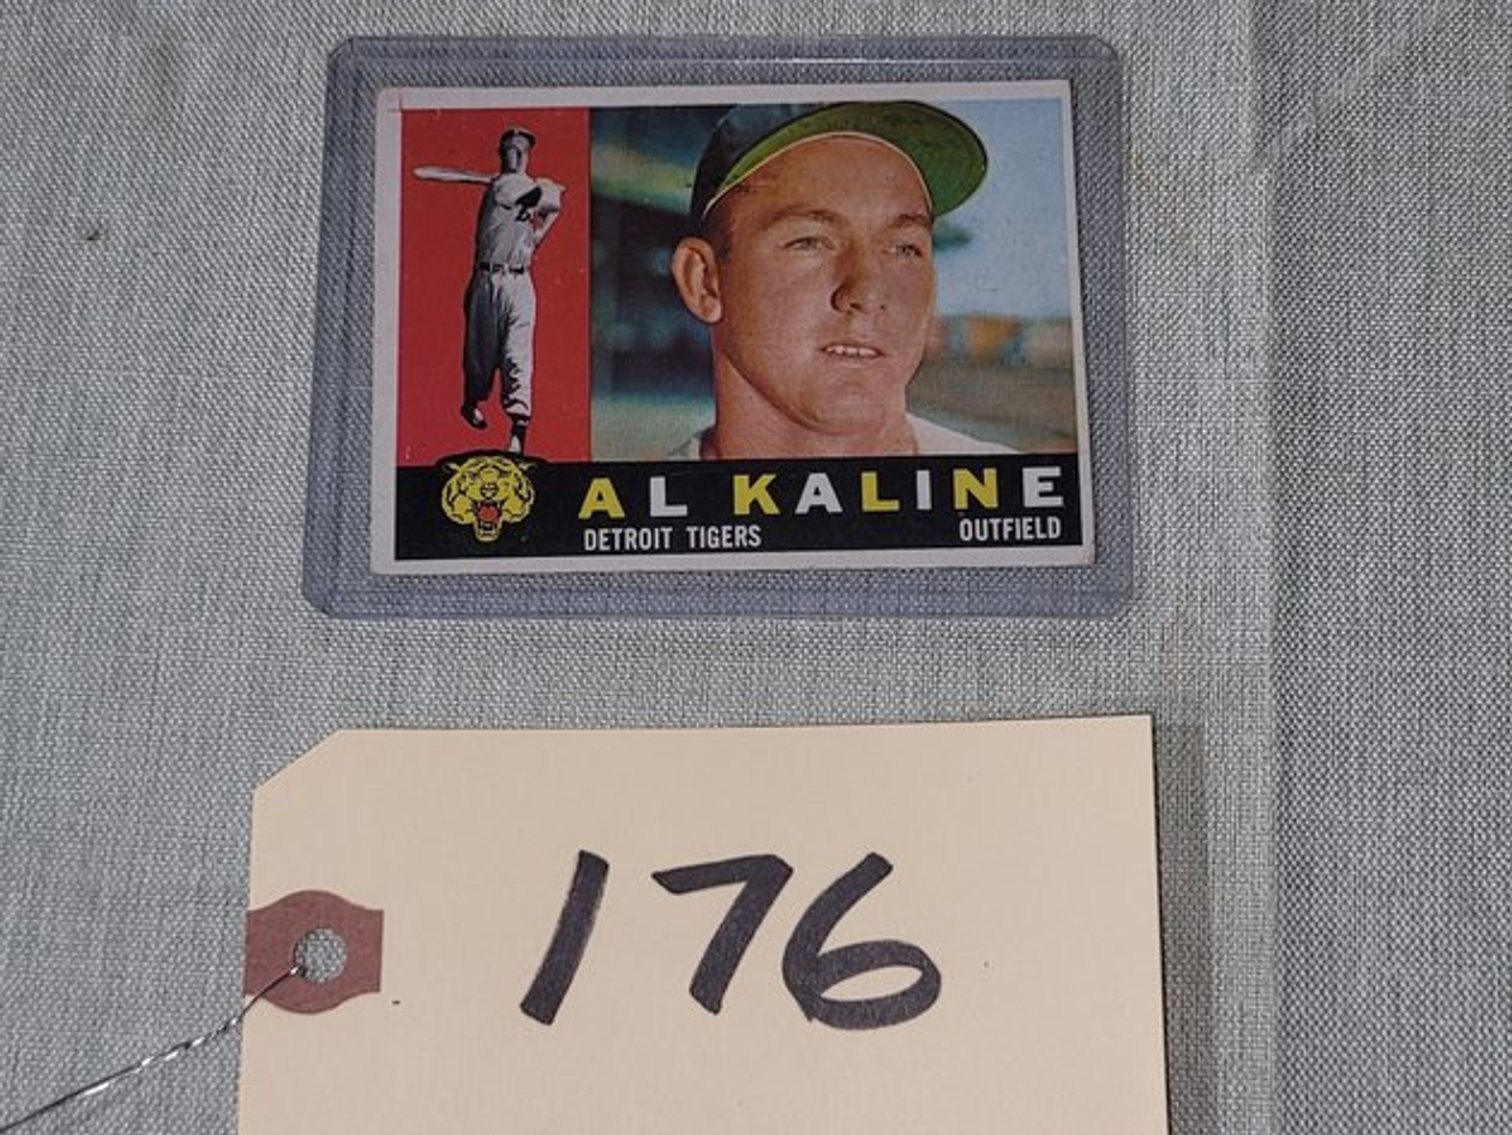 AL KALINE
DETROIT TIGERS OUTFIELD
176